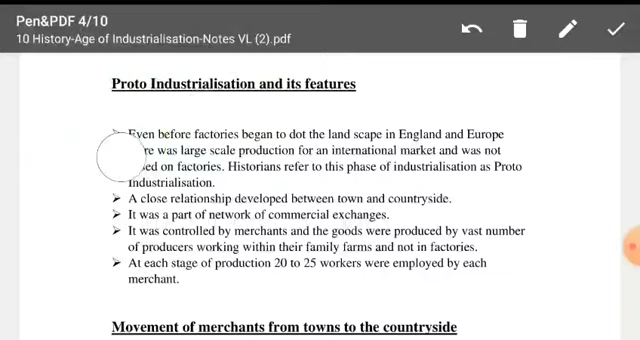 Pen&PDF 4/10
10 History-Age of Industrialisation-Notes VL (2).pdf
Proto Industrialisation and its features
➢ Even before factories began to dot the land scape in England and Europe
re was large scale production for an international market and was not
ed on factories. Historians refer to this phase of industrialisation as Proto
Industrialisation.
➢ A close relationship developed between town and countryside.
➢ It was a part of network of commercial exchanges.
➢ It was controlled by merchants and the goods were produced by vast number
of producers working within their family farms and not in factories.
➢ At each stage of production 20 to 25 workers were employed by each
merchant.
Movement of merchants from towns to the countryside